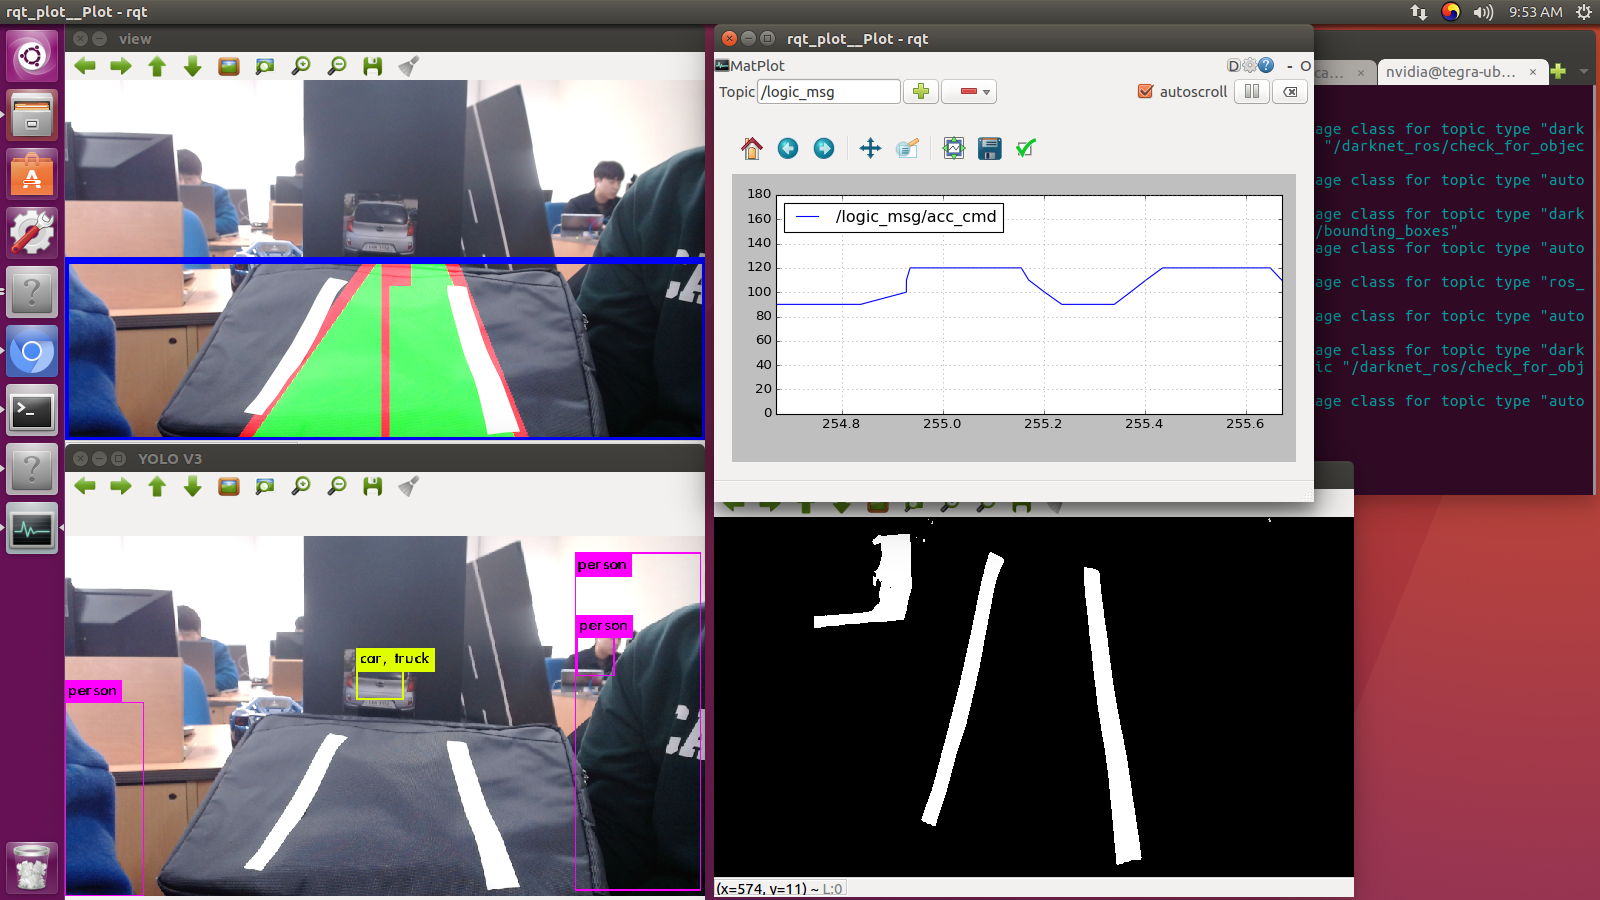 rqt_plot__Plot - rqt
9:53 AM
view
rqt_plot__Plot - rqt
MatPlot
D
- O
Topic /logic_msg
autoscroll
/logic_msg/acc_cmd
180
160
140
120
100
80
60
40
20
0
254.8 255.0 255.2 255.4 255.6
ca... ×
nvidia@tegra-ub... ×
age class for topic type "dark
"/darknet_ros/check_for_objec
age class for topic type "auto
age class for topic type "dark
/bounding_boxes"
age class for topic type "auto
age class for topic type "ros_
age class for topic type "auto
age class for topic type "dark
ic "/darknet_ros/check_for_obj
age class for topic type "auto
CA
YOLO V3
person
person
car, truck
person
CA
(x=574, y=11) ~ L:0